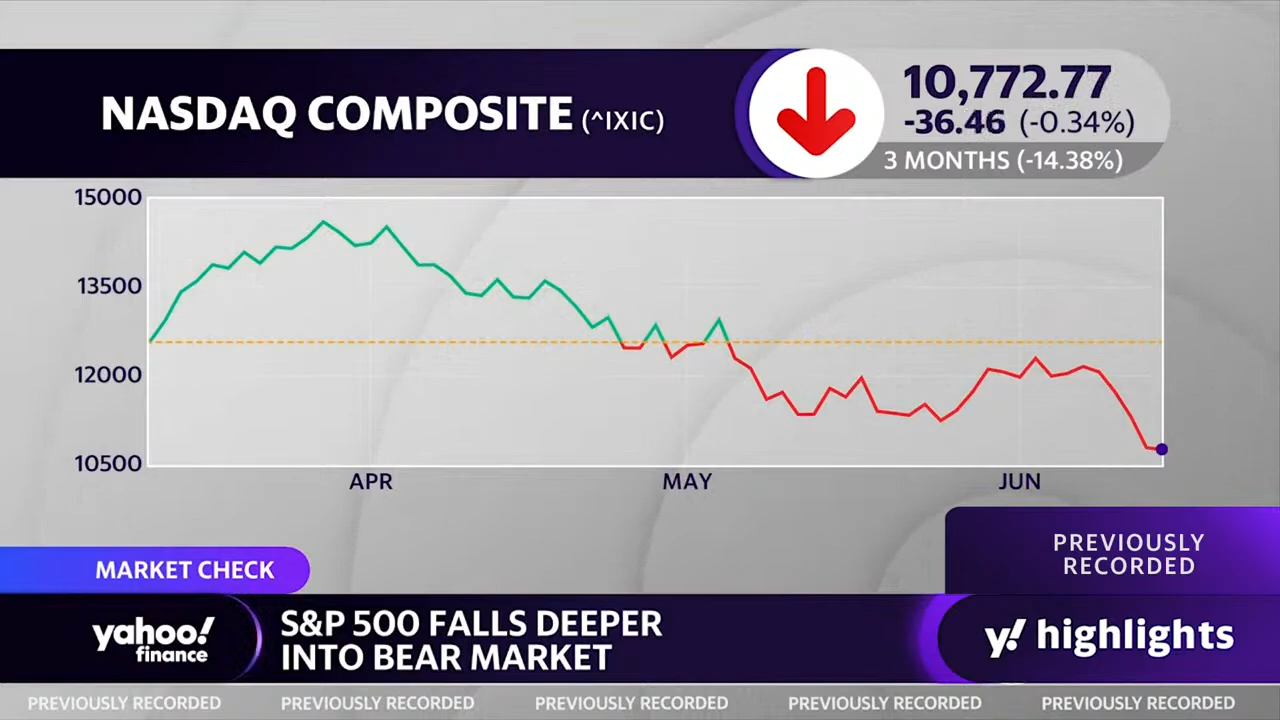 NASDAQ COMPOSITE (^IXIC)
10,772.77
-36.46 (-0.34%)
3 MONTHS (-14.38%)
15000
13500
12000
10500
APR MAY JUN
PREVIOUSLY
RECORDED
MARKET CHECK
yahoo!
finance
S&P 500 FALLS DEEPER
INTO BEAR MARKET
y! highlights
PREVIOUSLY RECORDED PREVIOUSLY RECORDED PREVIOUSLY RECORDED PREVIOUSLY RECORDED PREVIOUSLY RECORDED